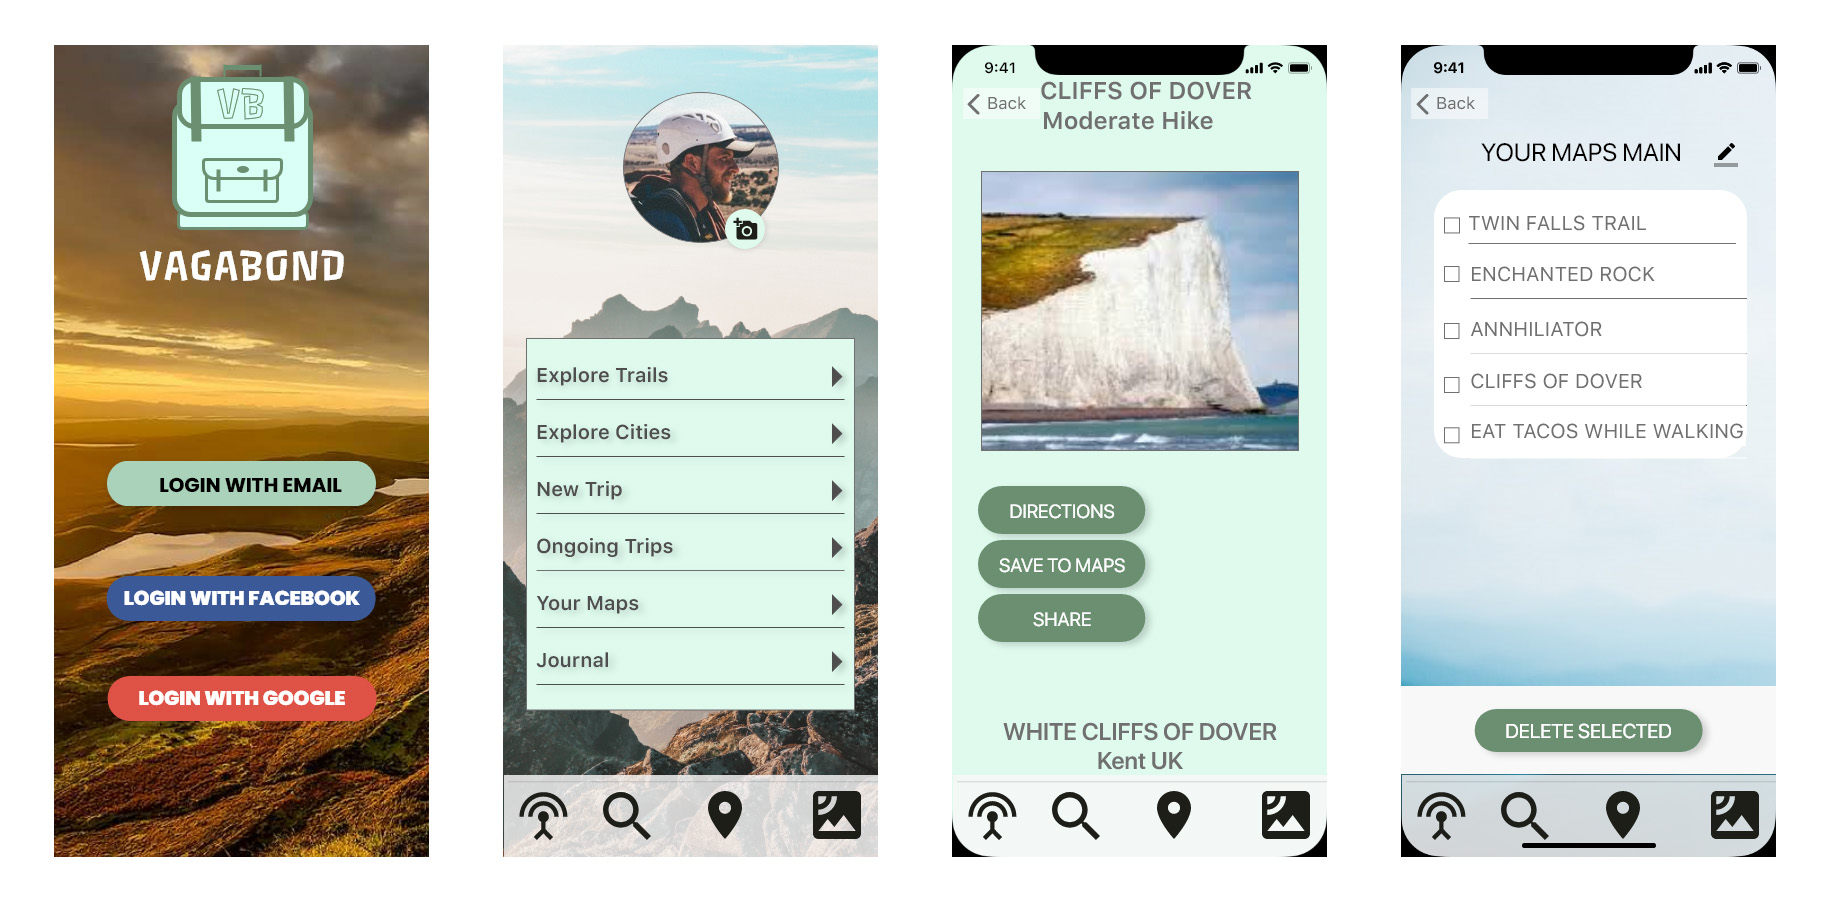 VB
VAGABOND
LOGIN WITH EMAIL
LOGIN WITH FACEBOOK
LOGIN WITH GOOGLE
Explore Trails
Explore Cities
New Trip
Ongoing Trips
Your Maps
Journal
9:41
Back
CLIFFS OF DOVER
Moderate Hike
DIRECTIONS
SAVE TO MAPS
SHARE
WHITE CLIFFS OF DOVER
Kent UK
9:41
Back
YOUR MAPS MAIN
TWIN FALLS TRAIL
ENCHANTED ROCK
ANNHILIATOR
CLIFFS OF DOVER
EAT TACOS WHILE WALKING
DELETE SELECTED